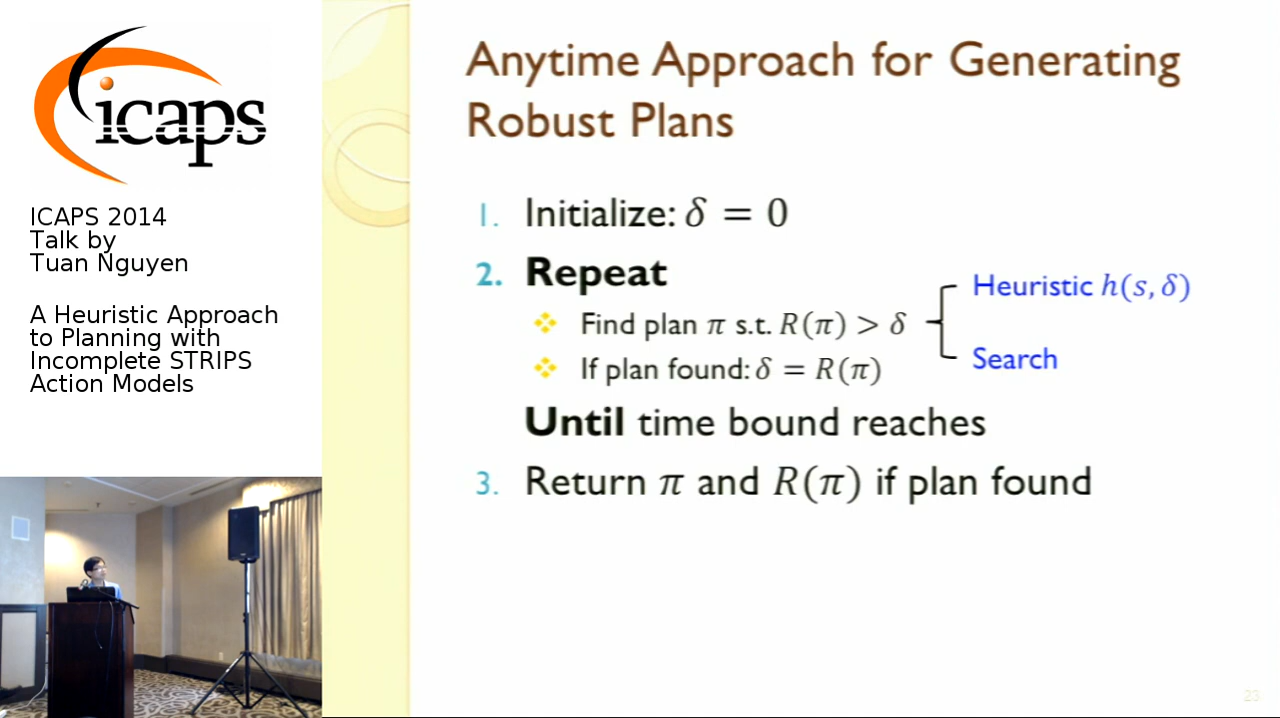 icaps
ICAPS 2014
Talk by
Tuan Nguyen
A Heuristic Approach
to Planning with
Incomplete STRIPS
Action Models
Anytime Approach for Generating
Robust Plans
1. Initialize: δ = 0
2. Repeat
❖ Find plan π s.t. R(π) > δ
❖ If plan found: δ = R(π)
Heuristic h(s, δ)
Search
Until time bound reaches
3. Return π and R(π) if plan found
23